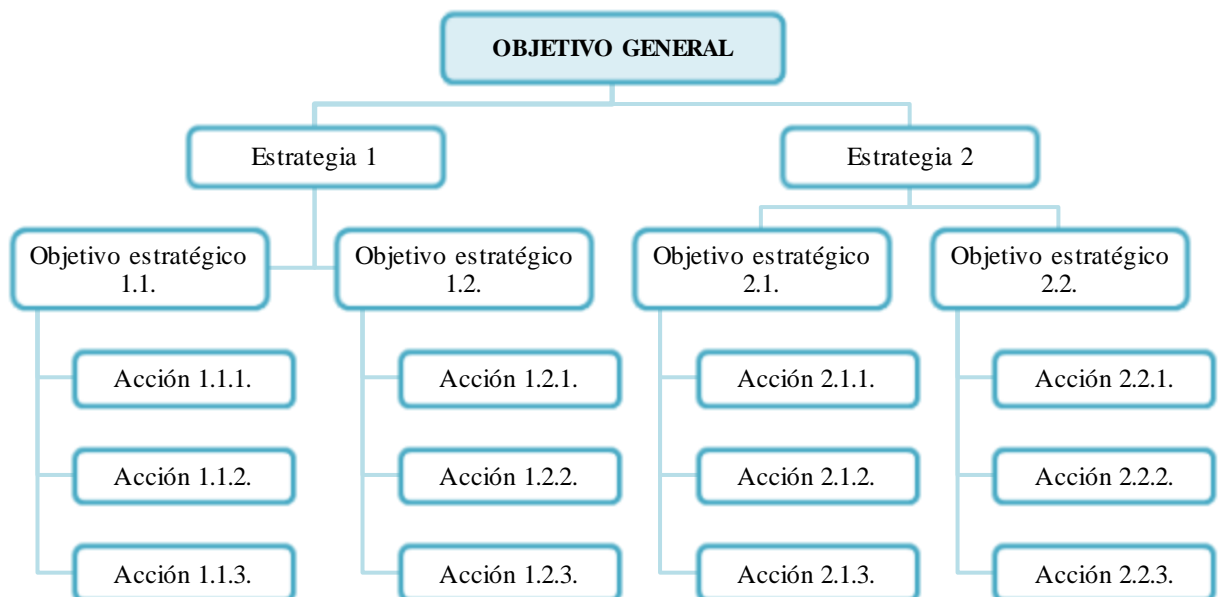 OBJETIVO GENERAL
Estrategia 1
Estrategia 2
Objetivo estratégico
1.1.
Objetivo estratégico
1.2.
Objetivo estratégico
2.1.
Objetivo estratégico
2.2.
Acción 1.1.1.
Acción 1.2.1.
Acción 2.1.1.
Acción 2.2.1.
Acción 1.1.2.
Acción 1.2.2.
Acción 2.1.2.
Acción 2.2.2.
Acción 1.1.3.
Acción 1.2.3.
Acción 2.1.3.
Acción 2.2.3.